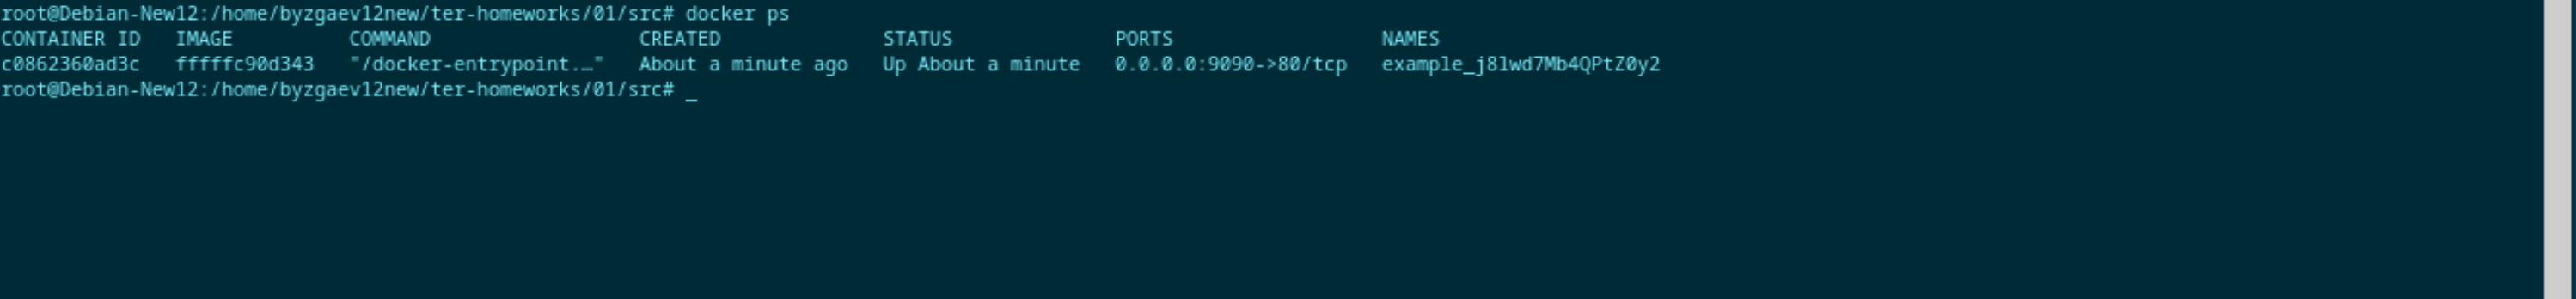 root@Debian-New12:/home/byzgaev12new/ter-homeworks/01/src# docker ps
CONTAINER ID   IMAGE          COMMAND                  CREATED              STATUS              PORTS                  NAMES
c0862360ad3c   fffffc90d343   "/docker-entrypoint.…"   About a minute ago   Up About a minute   0.0.0.0:9090->80/tcp   example_j8lwd7Mb4QPtZ0y2
root@Debian-New12:/home/byzgaev12new/ter-homeworks/01/src# _